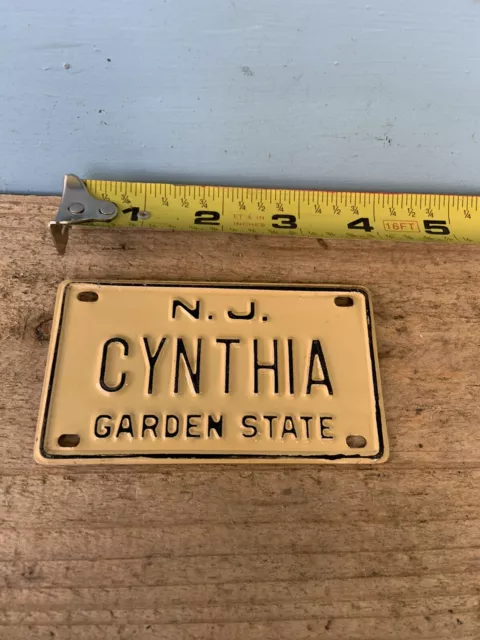 1 2 3 4 5
16FT
N.J.
CYNTHIA
GARDEN STATE